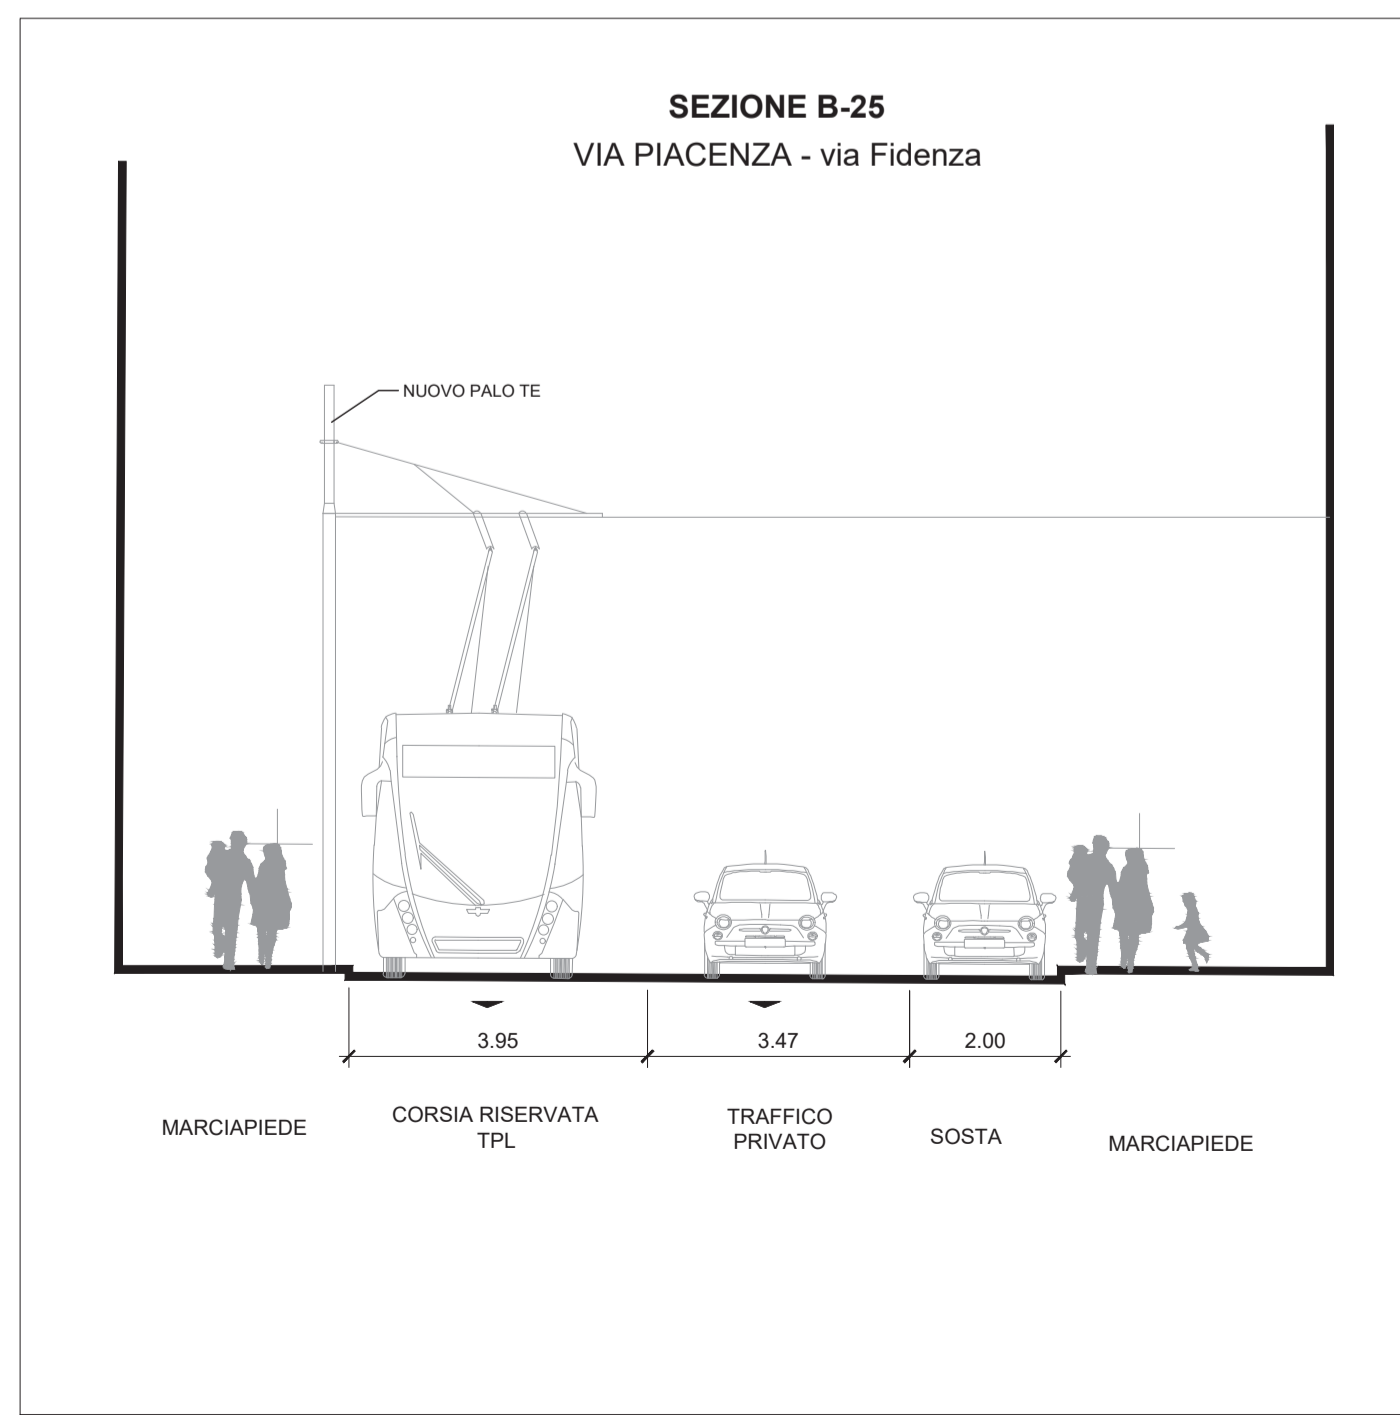 SEZIONE B-25
VIA PIACENZA - via Fidenza
NUOVO PALO TE
3.95
3.47
2.00
MARCIAPIEDE
CORSIA RISERVATA
TPL
TRAFFICO
PRIVATO
SOSTA
MARCIAPIEDE